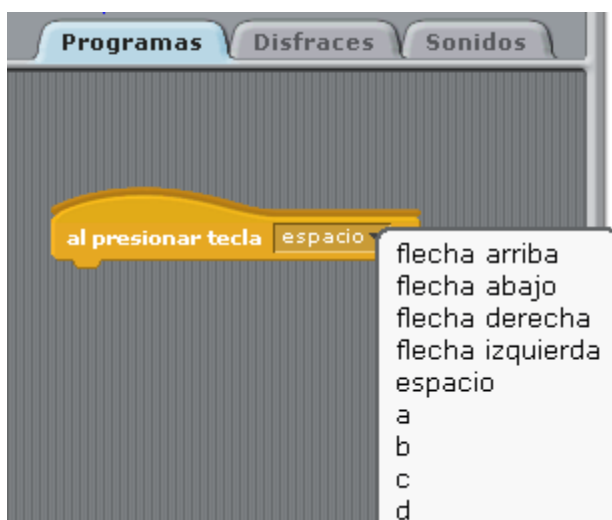 Programas Disfraces Sonidos
al presionar tecla espacio
flecha arriba
flecha abajo
flecha derecha
flecha izquierda
espacio
a
b
c
d